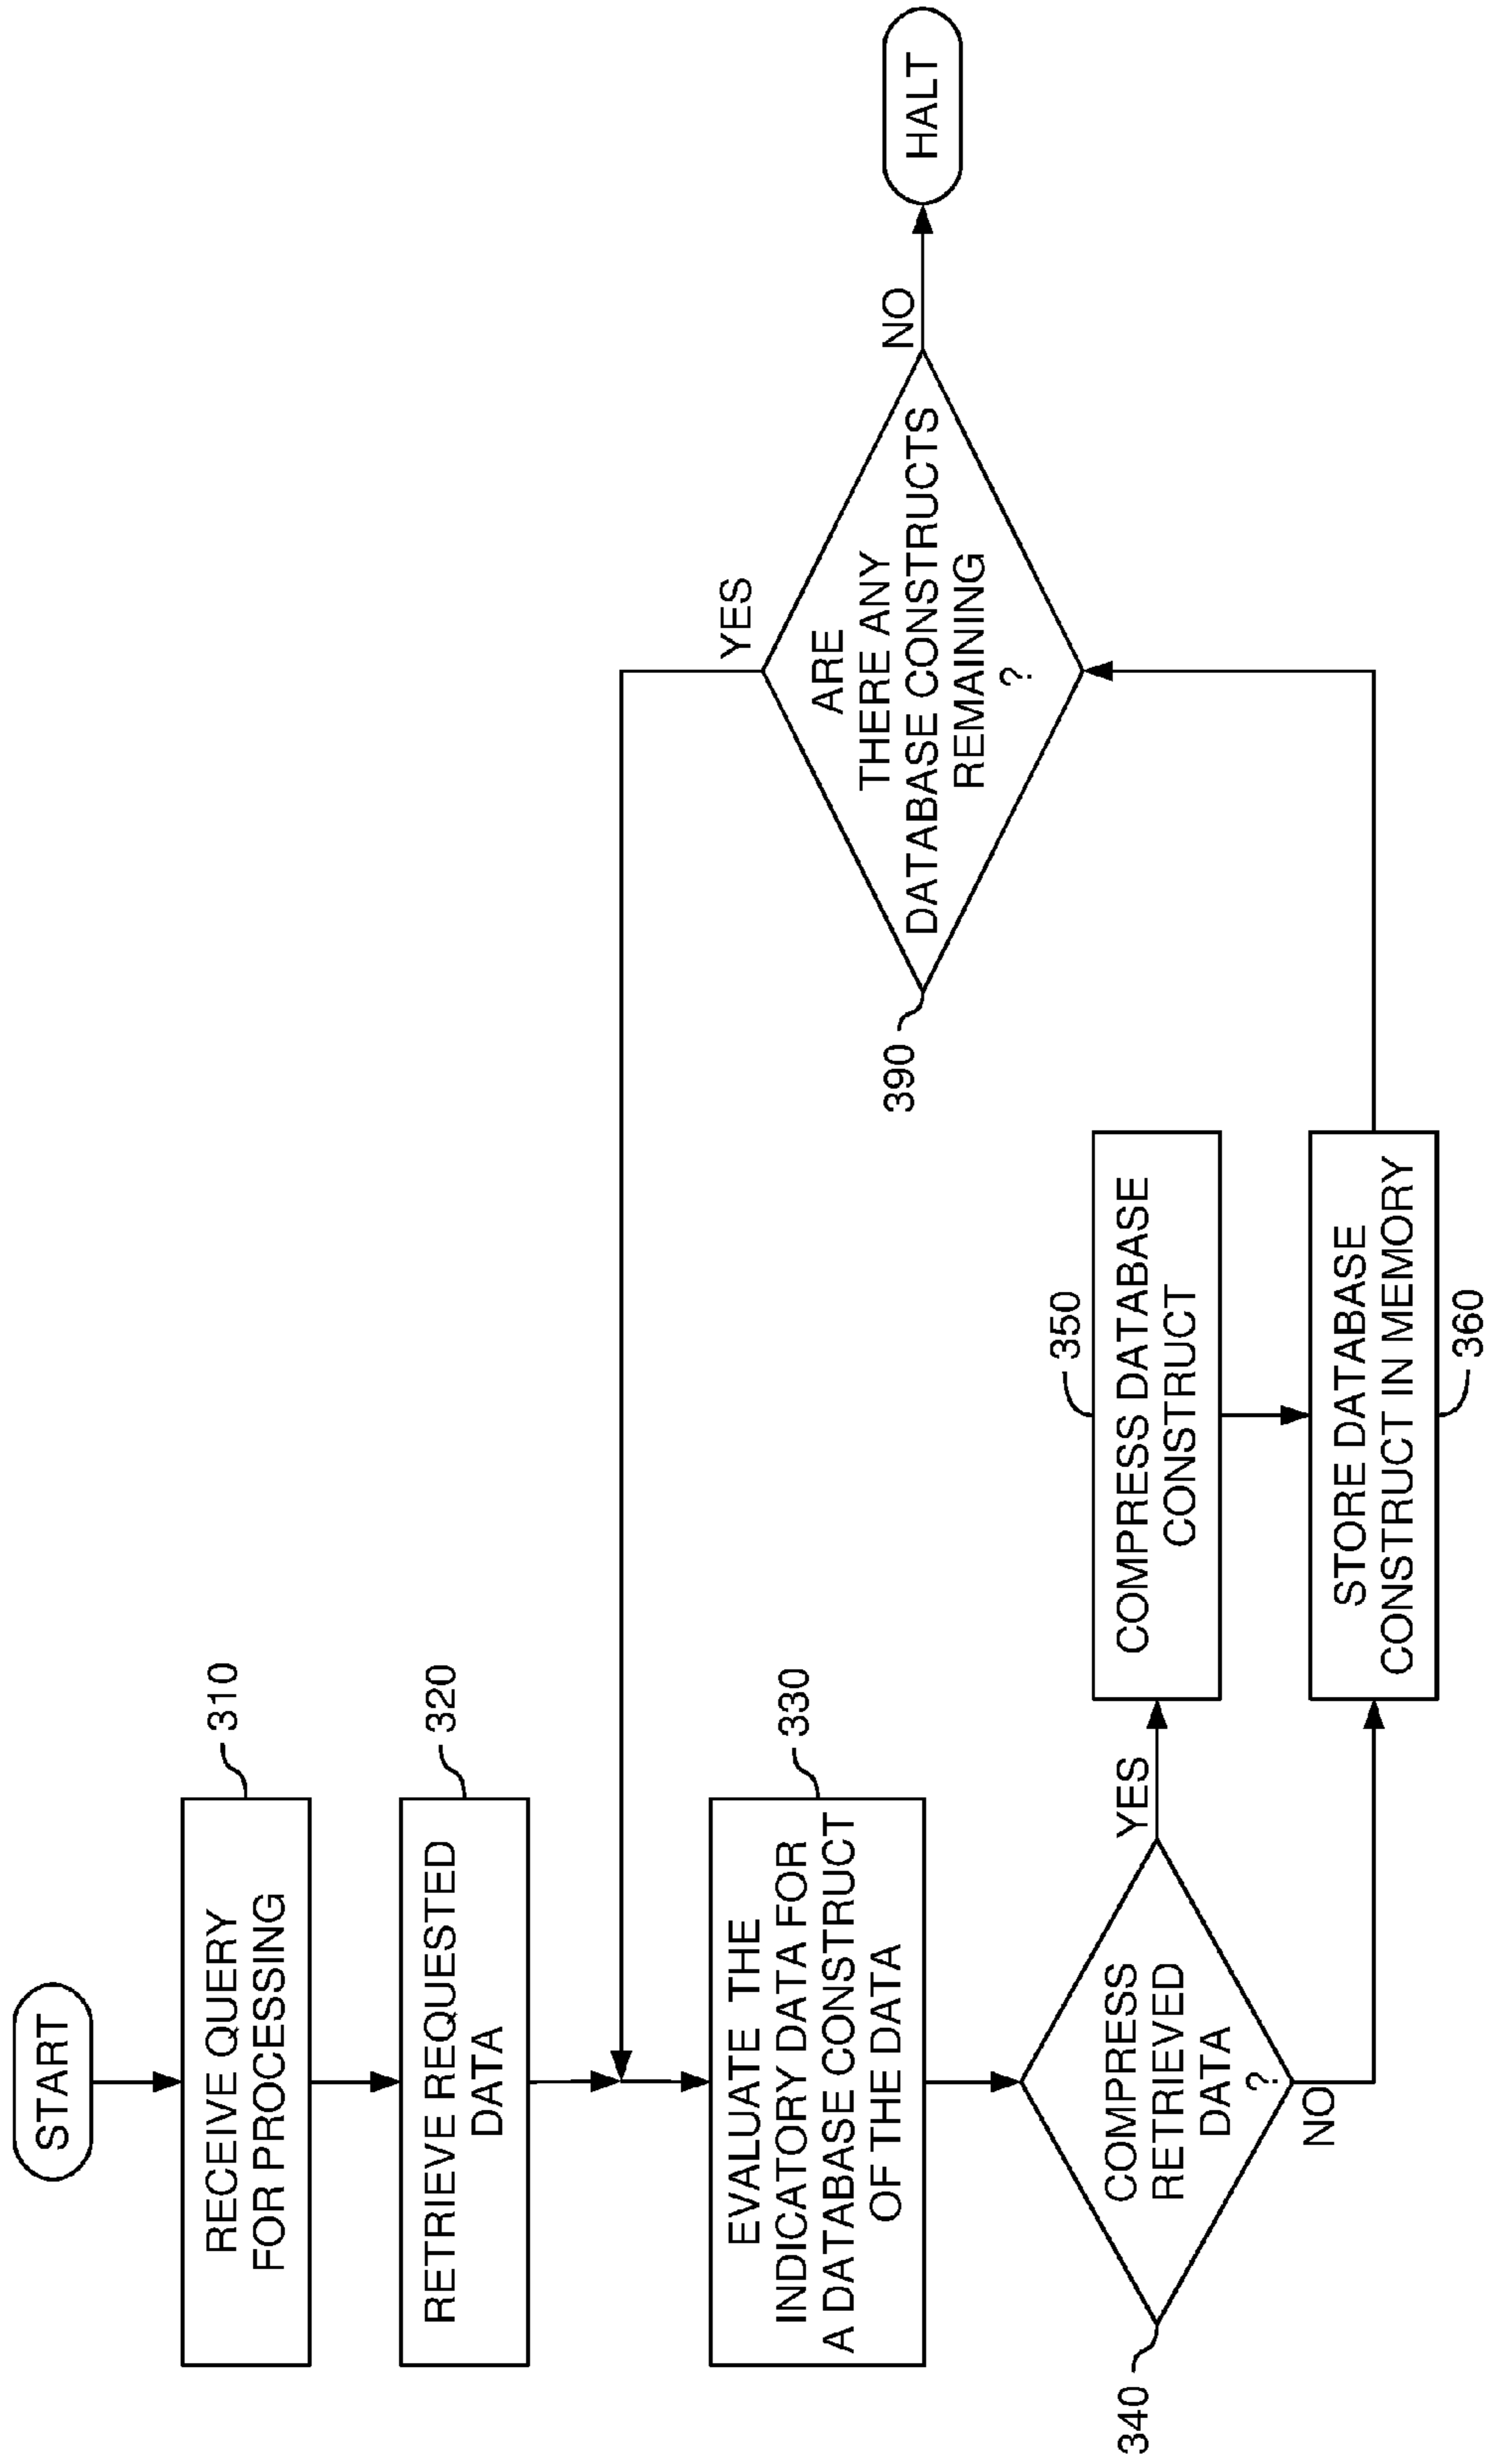 START
310
RECEIVE QUERY
FOR PROCESSING
320
RETRIEVE REQUESTED
DATA
330
EVALUATE THE
INDICATORY DATA FOR
A DATABASE CONSTRUCT
OF THE DATA
340
COMPRESS
RETRIEVED
DATA
?
YES
NO
350
COMPRESS DATABASE
CONSTRUCT
STORE DATABASE
CONSTRUCT IN MEMORY
360
390
ARE
THERE ANY
DATABASE CONSTRUCTS
REMAINING
?
YES
NO
HALT